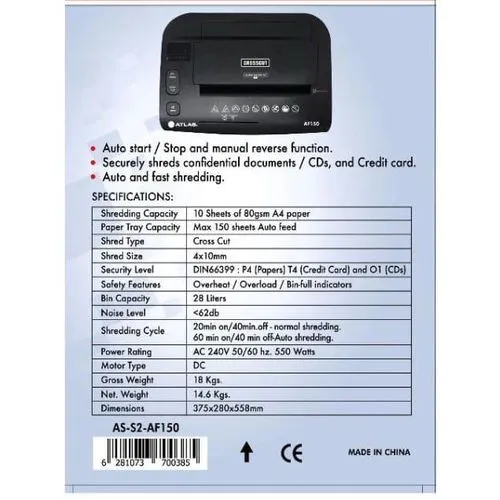 CROSSCUT
ATLAS
AF150
• Auto start / Stop and manual reverse function.
• Securely shreds confidential documents / CDs, and Credit card.
• Auto and fast shredding.
SPECIFICATIONS:
Shredding Capacity 10 Sheets of 80gsm A4 paper
Paper Tray Capacity Max 150 sheets Auto feed
Shred Type Cross Cut
Shred Size 4x10mm
Security Level DIN66399 : P4 (Papers) T4 (Credit Card) and O1 (CDs)
Safety Features Overheat / Overload / Bin-full indicators
Bin Capacity 28 Liters
Noise Level <62db
Shredding Cycle 20min on/40min.off - normal shredding.
60 min on/40 min off-Auto shredding.
Power Rating AC 240V 50/60 hz. 550 Watts
Motor Type DC
Gross Weight 18 Kgs.
Net. Weight 14.6 Kgs.
Dimensions 375x280x558mm
AS-S2-AF150
6 281073 700385
CE
MADE IN CHINA